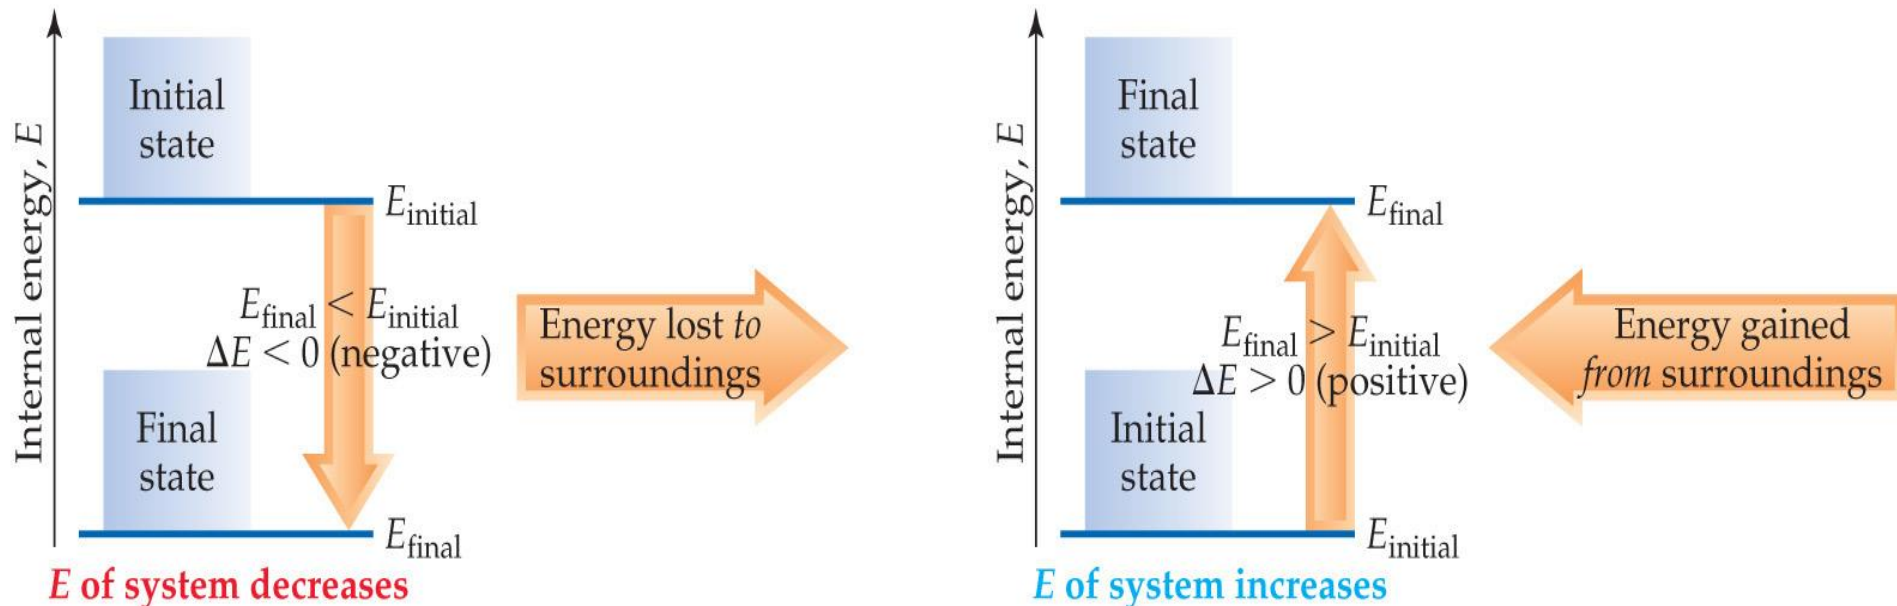 Internal energy, E
Initial
state
E_initial
E_final < E_initial
ΔE < 0 (negative)
Final
state
E_final
E of system decreases
Energy lost to
surroundings
Internal energy, E
Final
state
E_final
E_final > E_initial
ΔE > 0 (positive)
Initial
state
E_initial
E of system increases
Energy gained
from surroundings